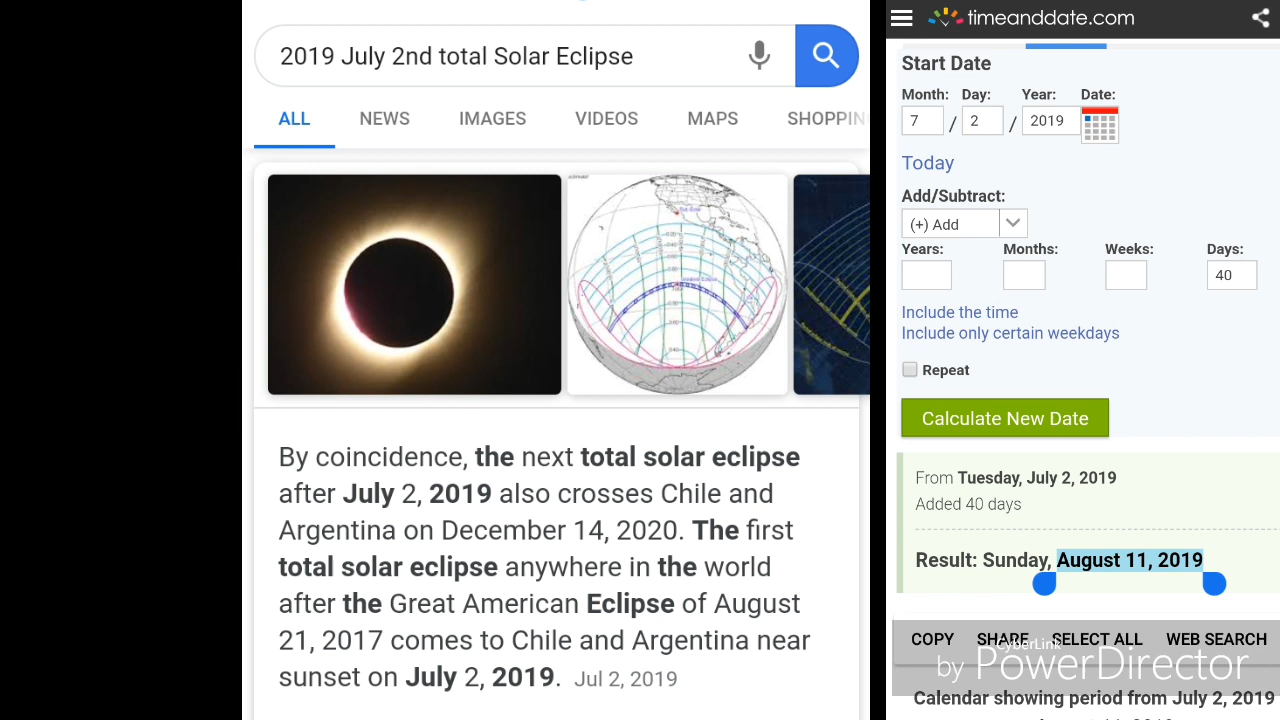 2019 July 2nd total Solar Eclipse
ALL NEWS IMAGES VIDEOS MAPS SHOPPIN
By coincidence, the next total solar eclipse
after July 2, 2019 also crosses Chile and
Argentina on December 14, 2020. The first
total solar eclipse anywhere in the world
after the Great American Eclipse of August
21, 2017 comes to Chile and Argentina near
sunset on July 2, 2019. Jul 2, 2019
timeanddate.com
Start Date
Month: Day: Year: Date:
7 / 2 / 2019
Today
Add/Subtract:
(+) Add
Years: Months: Weeks: Days:
40
Include the time
Include only certain weekdays
Repeat
Calculate New Date
From Tuesday, July 2, 2019
Added 40 days
Result: Sunday, August 11, 2019
COPY SHARE SELECT ALL WEB SEARCH
CyberLink
by PowerDirector
Calendar showing period from July 2, 2019